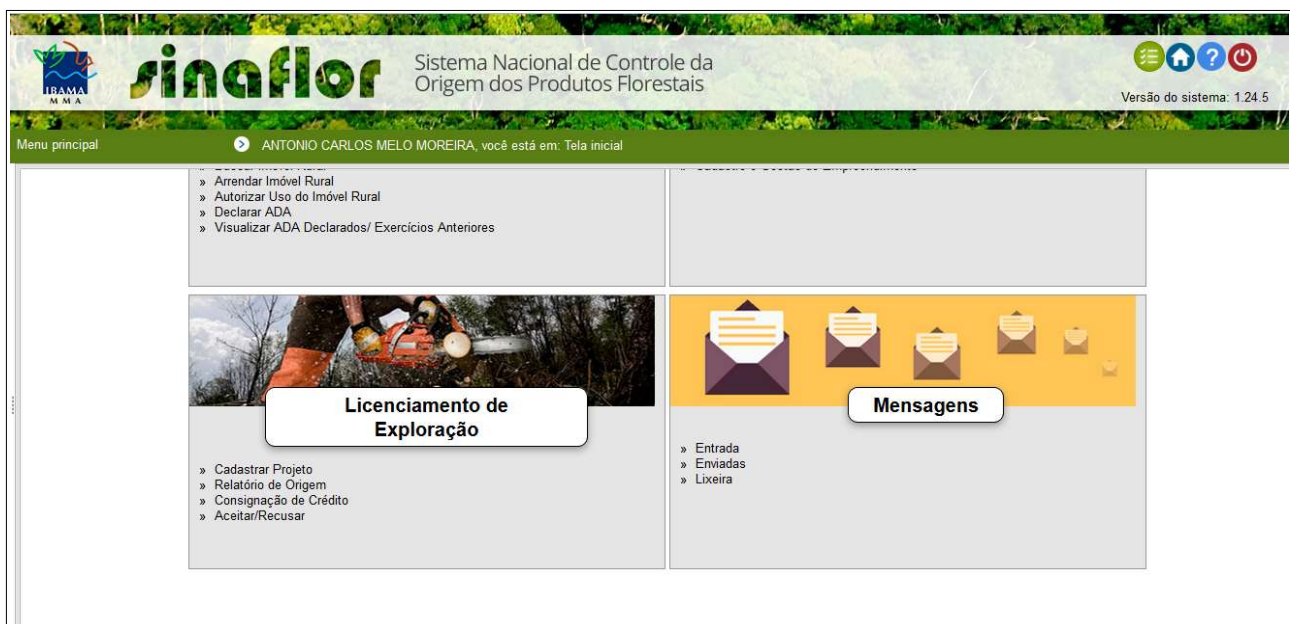 IBAMA
M M A
sinaflor
Sistema Nacional de Controle da
Origem dos Produtos Florestais
?
Versão do sistema: 1.24.5
Menu principal
ANTONIO CARLOS MELO MOREIRA, você está em: Tela inicial
» Arrendar Imóvel Rural
» Autorizar Uso do Imóvel Rural
» Declarar ADA
» Visualizar ADA Declarados/ Exercícios Anteriores
Licenciamento de
Exploração
» Cadastrar Projeto
» Relatório de Origem
» Consignação de Crédito
» Aceitar/Recusar
Mensagens
» Entrada
» Enviadas
» Lixeira